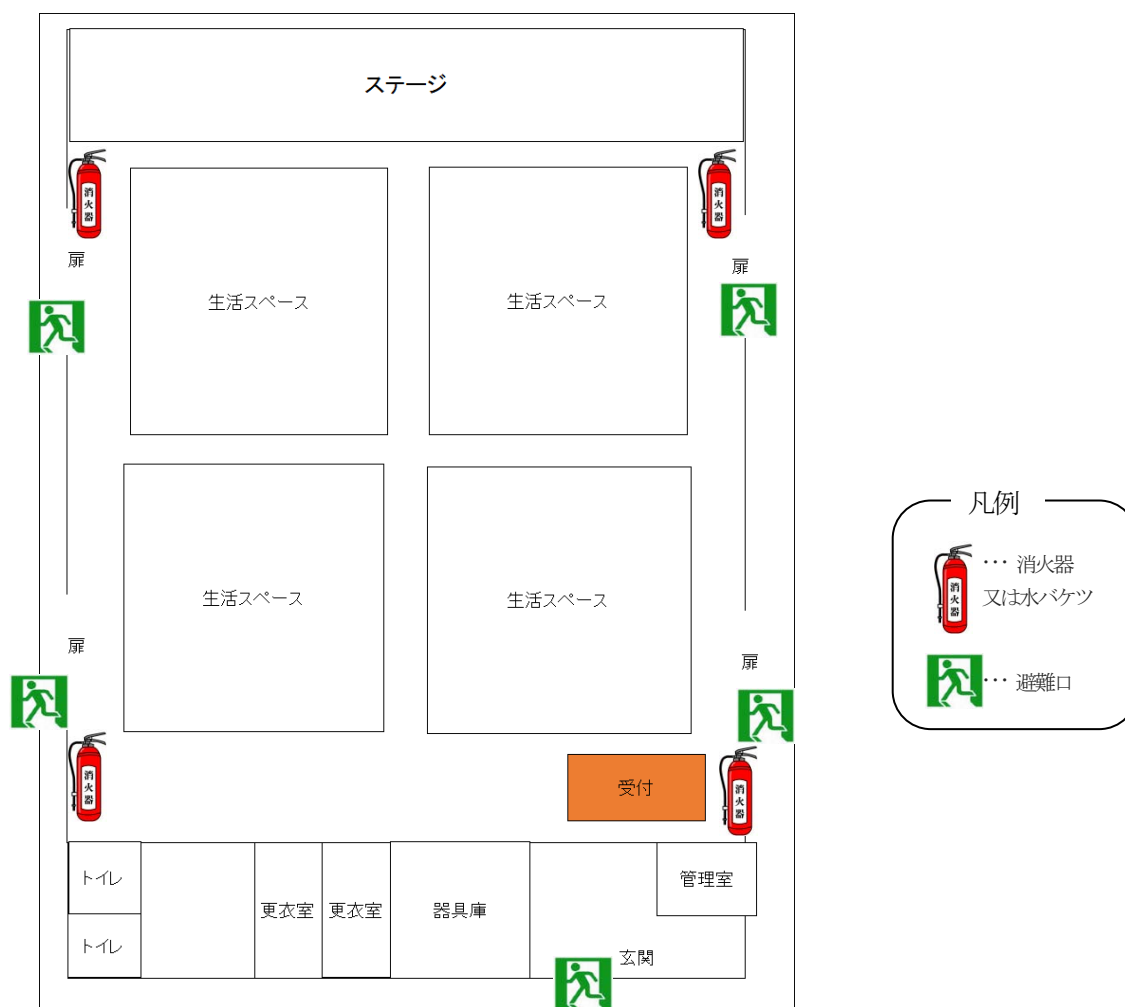 ステージ
消火器
消火器
扉
扉
生活スペース
生活スペース
生活スペース
生活スペース
扉
扉
消火器
受付
消火器
トイレ
トイレ
更衣室
更衣室
器具庫
管理室
玄関
凡例
消火器
… 消火器
又は水バケツ
… 避難口